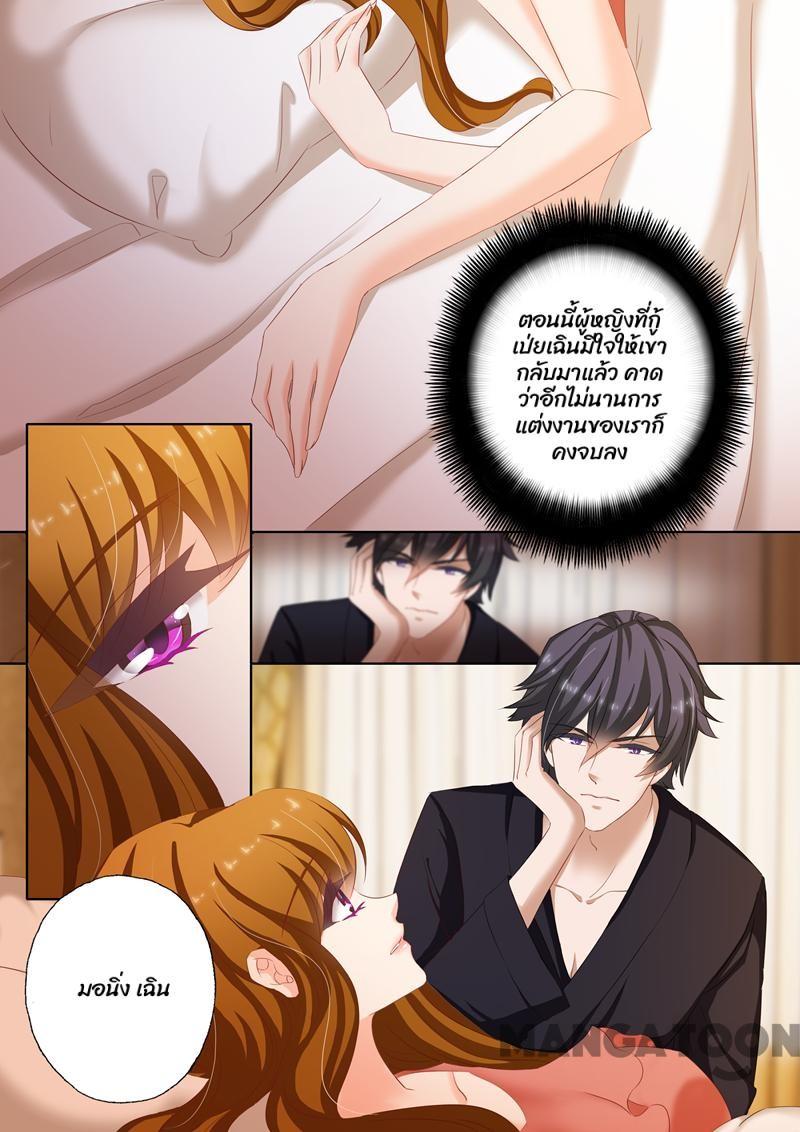 ตอนนี้ผู้หญิงที่กู้
เป่ยเฉินมีใจให้เขา
กลับมาแล้ว คาด
ว่าอีกไม่นานการ
แต่งงานของเราก็
คงจบลง
มอนิ่ง เฉิน
MANGATOON